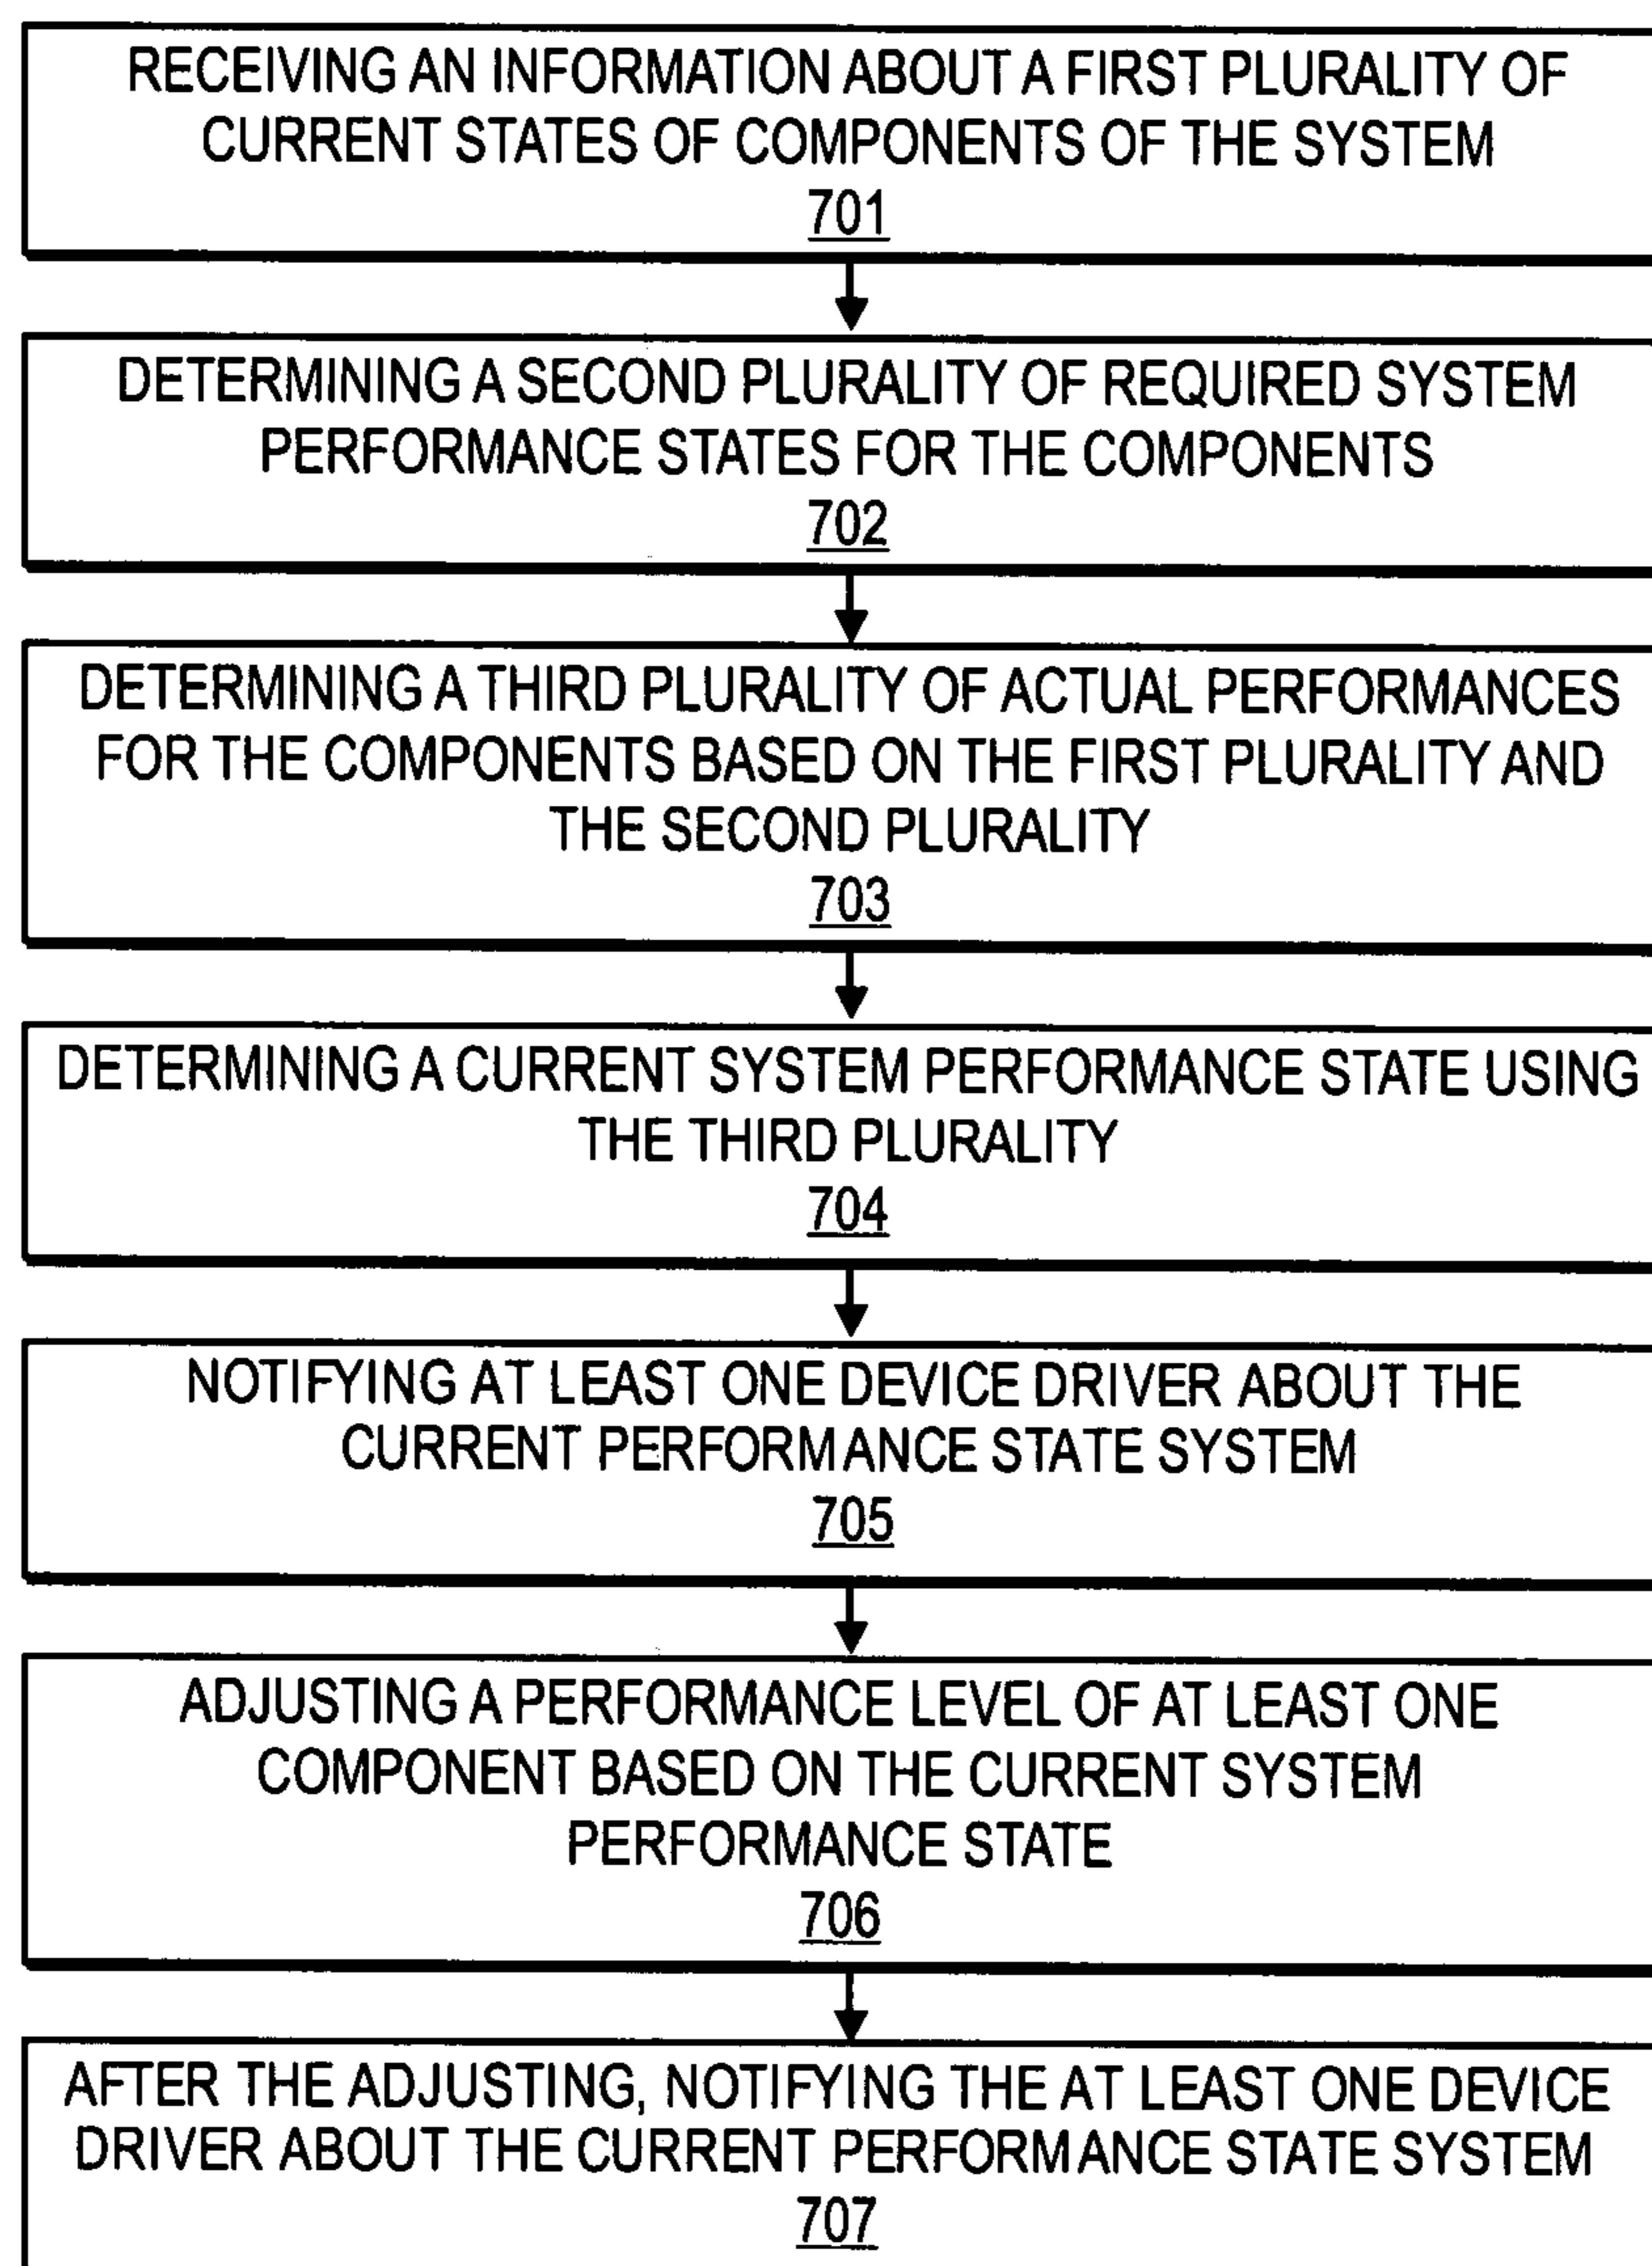 RECEIVING AN INFORMATION ABOUT A FIRST PLURALITY OF
CURRENT STATES OF COMPONENTS OF THE SYSTEM
701
DETERMINING A SECOND PLURALITY OF REQUIRED SYSTEM
PERFORMANCE STATES FOR THE COMPONENTS
702
DETERMINING A THIRD PLURALITY OF ACTUAL PERFORMANCES
FOR THE COMPONENTS BASED ON THE FIRST PLURALITY AND
THE SECOND PLURALITY
703
DETERMINING A CURRENT SYSTEM PERFORMANCE STATE USING
THE THIRD PLURALITY
704
NOTIFYING AT LEAST ONE DEVICE DRIVER ABOUT THE
CURRENT PERFORMANCE STATE SYSTEM
705
ADJUSTING A PERFORMANCE LEVEL OF AT LEAST ONE
COMPONENT BASED ON THE CURRENT SYSTEM
PERFORMANCE STATE
706
AFTER THE ADJUSTING, NOTIFYING THE AT LEAST ONE DEVICE
DRIVER ABOUT THE CURRENT PERFORMANCE STATE SYSTEM
707